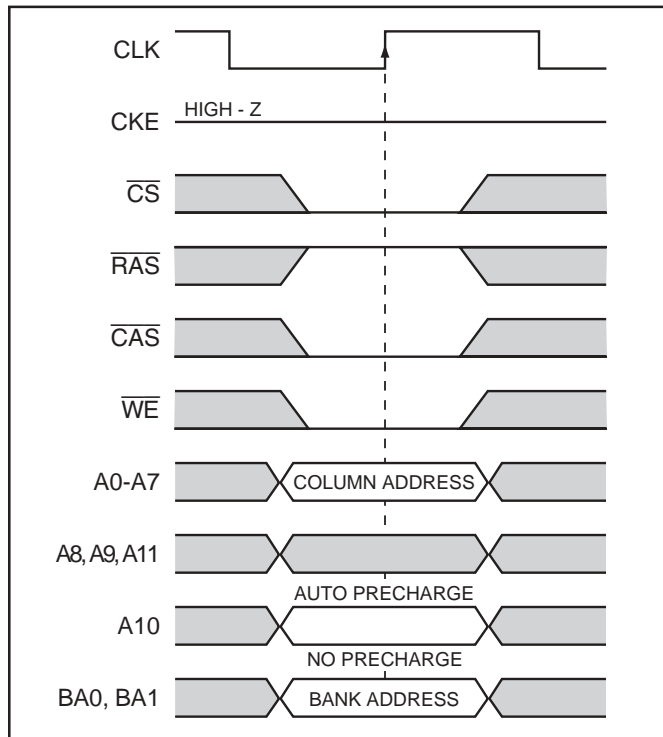 CLK
CKE HIGH - Z
CS
RAS
CAS
WE
A0-A7 COLUMN ADDRESS
A8, A9, A11
AUTO PRECHARGE
A10
NO PRECHARGE
BA0, BA1 BANK ADDRESS